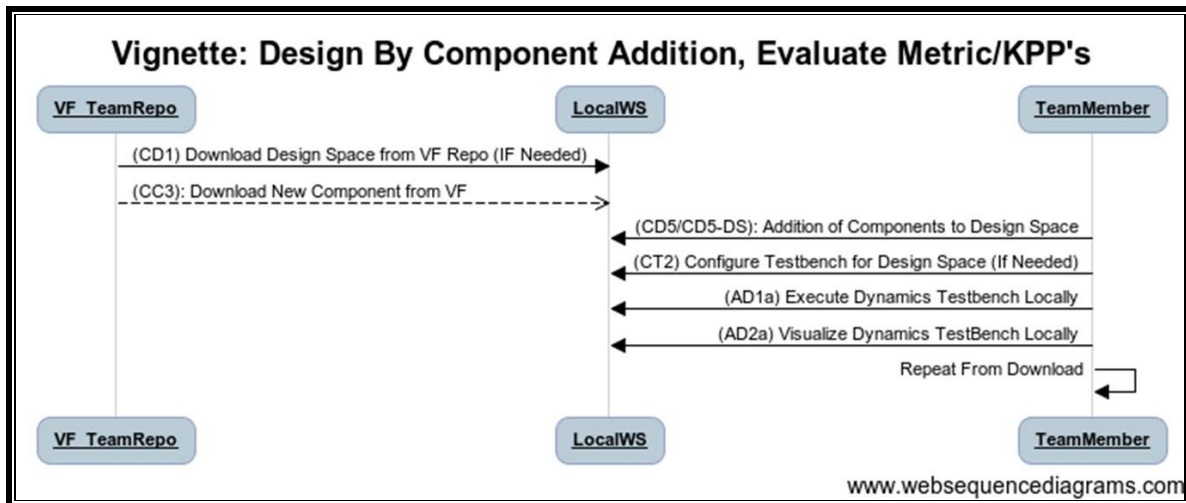 Vignette: Design By Component Addition, Evaluate Metric/KPP's
VF_TeamRepo
LocalWS
TeamMember
(CD1) Download Design Space from VF Repo (IF Needed)
(CC3): Download New Component from VF
(CD5/CD5-DS): Addition of Components to Design Space
(CT2) Configure Testbench for Design Space (If Needed)
(AD1a) Execute Dynamics Testbench Locally
(AD2a) Visualize Dynamics TestBench Locally
Repeat From Download
VF_TeamRepo
LocalWS
TeamMember
www.websequencediagrams.com